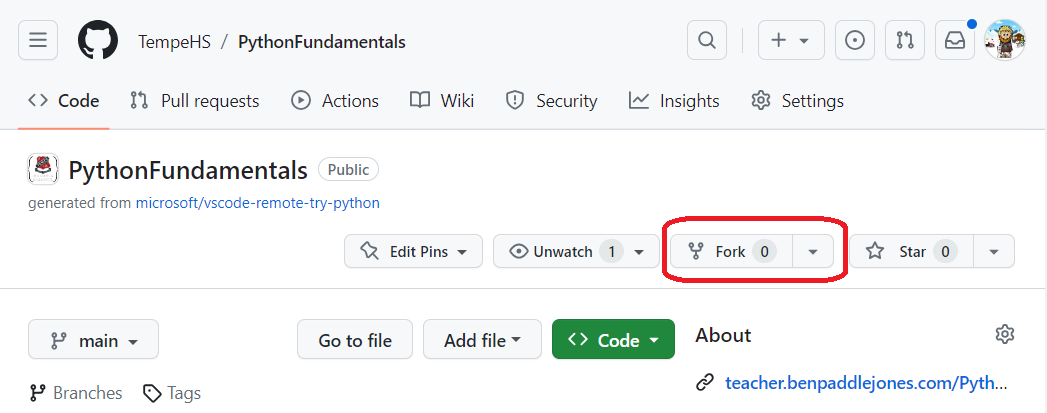 TempeHS / PythonFundamentals
Code Pull requests Actions Wiki Security Insights Settings
PythonFundamentals Public
generated from microsoft/vscode-remote-try-python
Edit Pins Unwatch 1 Fork 0 Star 0
main Go to file Add file Code About
Branches Tags teacher.benpaddlejones.com/Pyth...